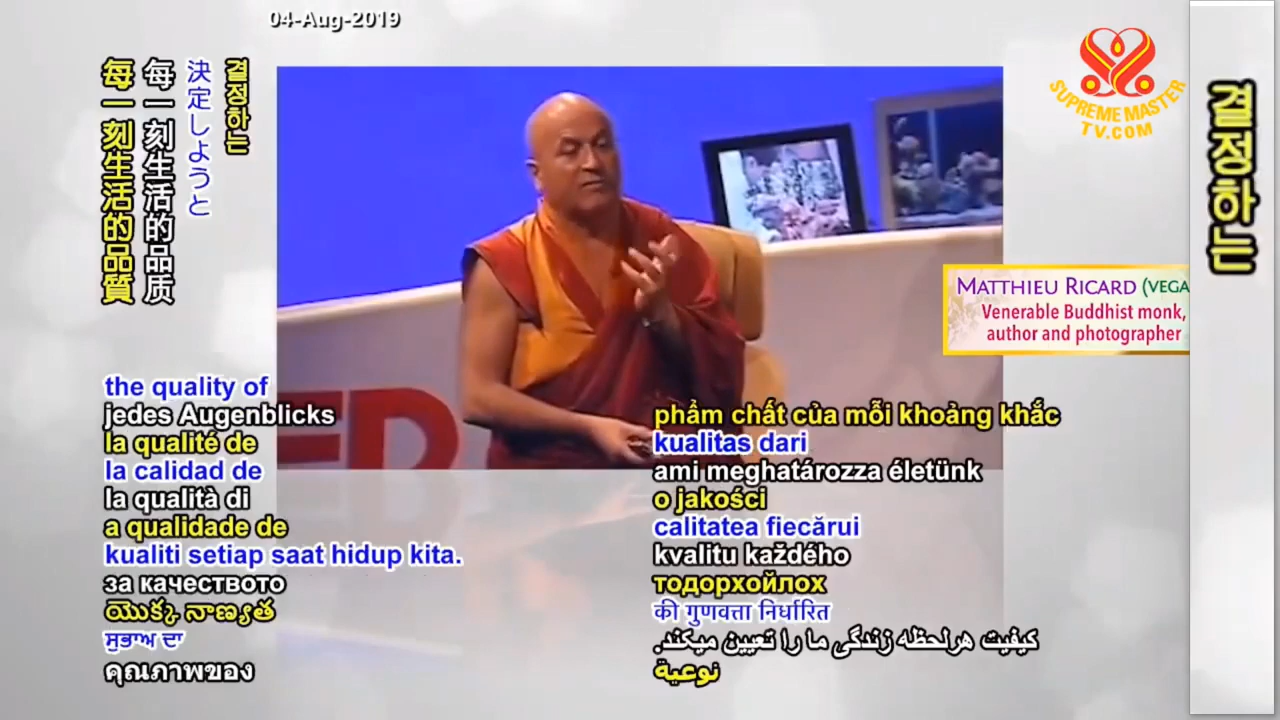 04-Aug-2019
결정하는
決定しようと
每一刻生活的品质
每一刻生活的品質
SUPREME MASTER
TV.COM
결정하는
MATTHIEU RICARD (VEGA
Venerable Buddhist monk,
author and photographer
ED
the quality of
jedes Augenblicks
la qualité de
la calidad de
la qualità di
a qualidade de
kualiti setiap saat hidup kita.
за качеството
యొక్క నాణ్యత
ਸੁਭਾਅ ਦਾ
คุณภาพของ
phẩm chất của mỗi khoảng khắc
kualitas dari
ami meghatározza életünk
o jakości
calitatea fiecărui
kvalitu každého
тодорхойлох
की गुणवत्ता निर्धारित
کیفیت هرلحظه زندگی ما را تعیین میکند.
نوعية